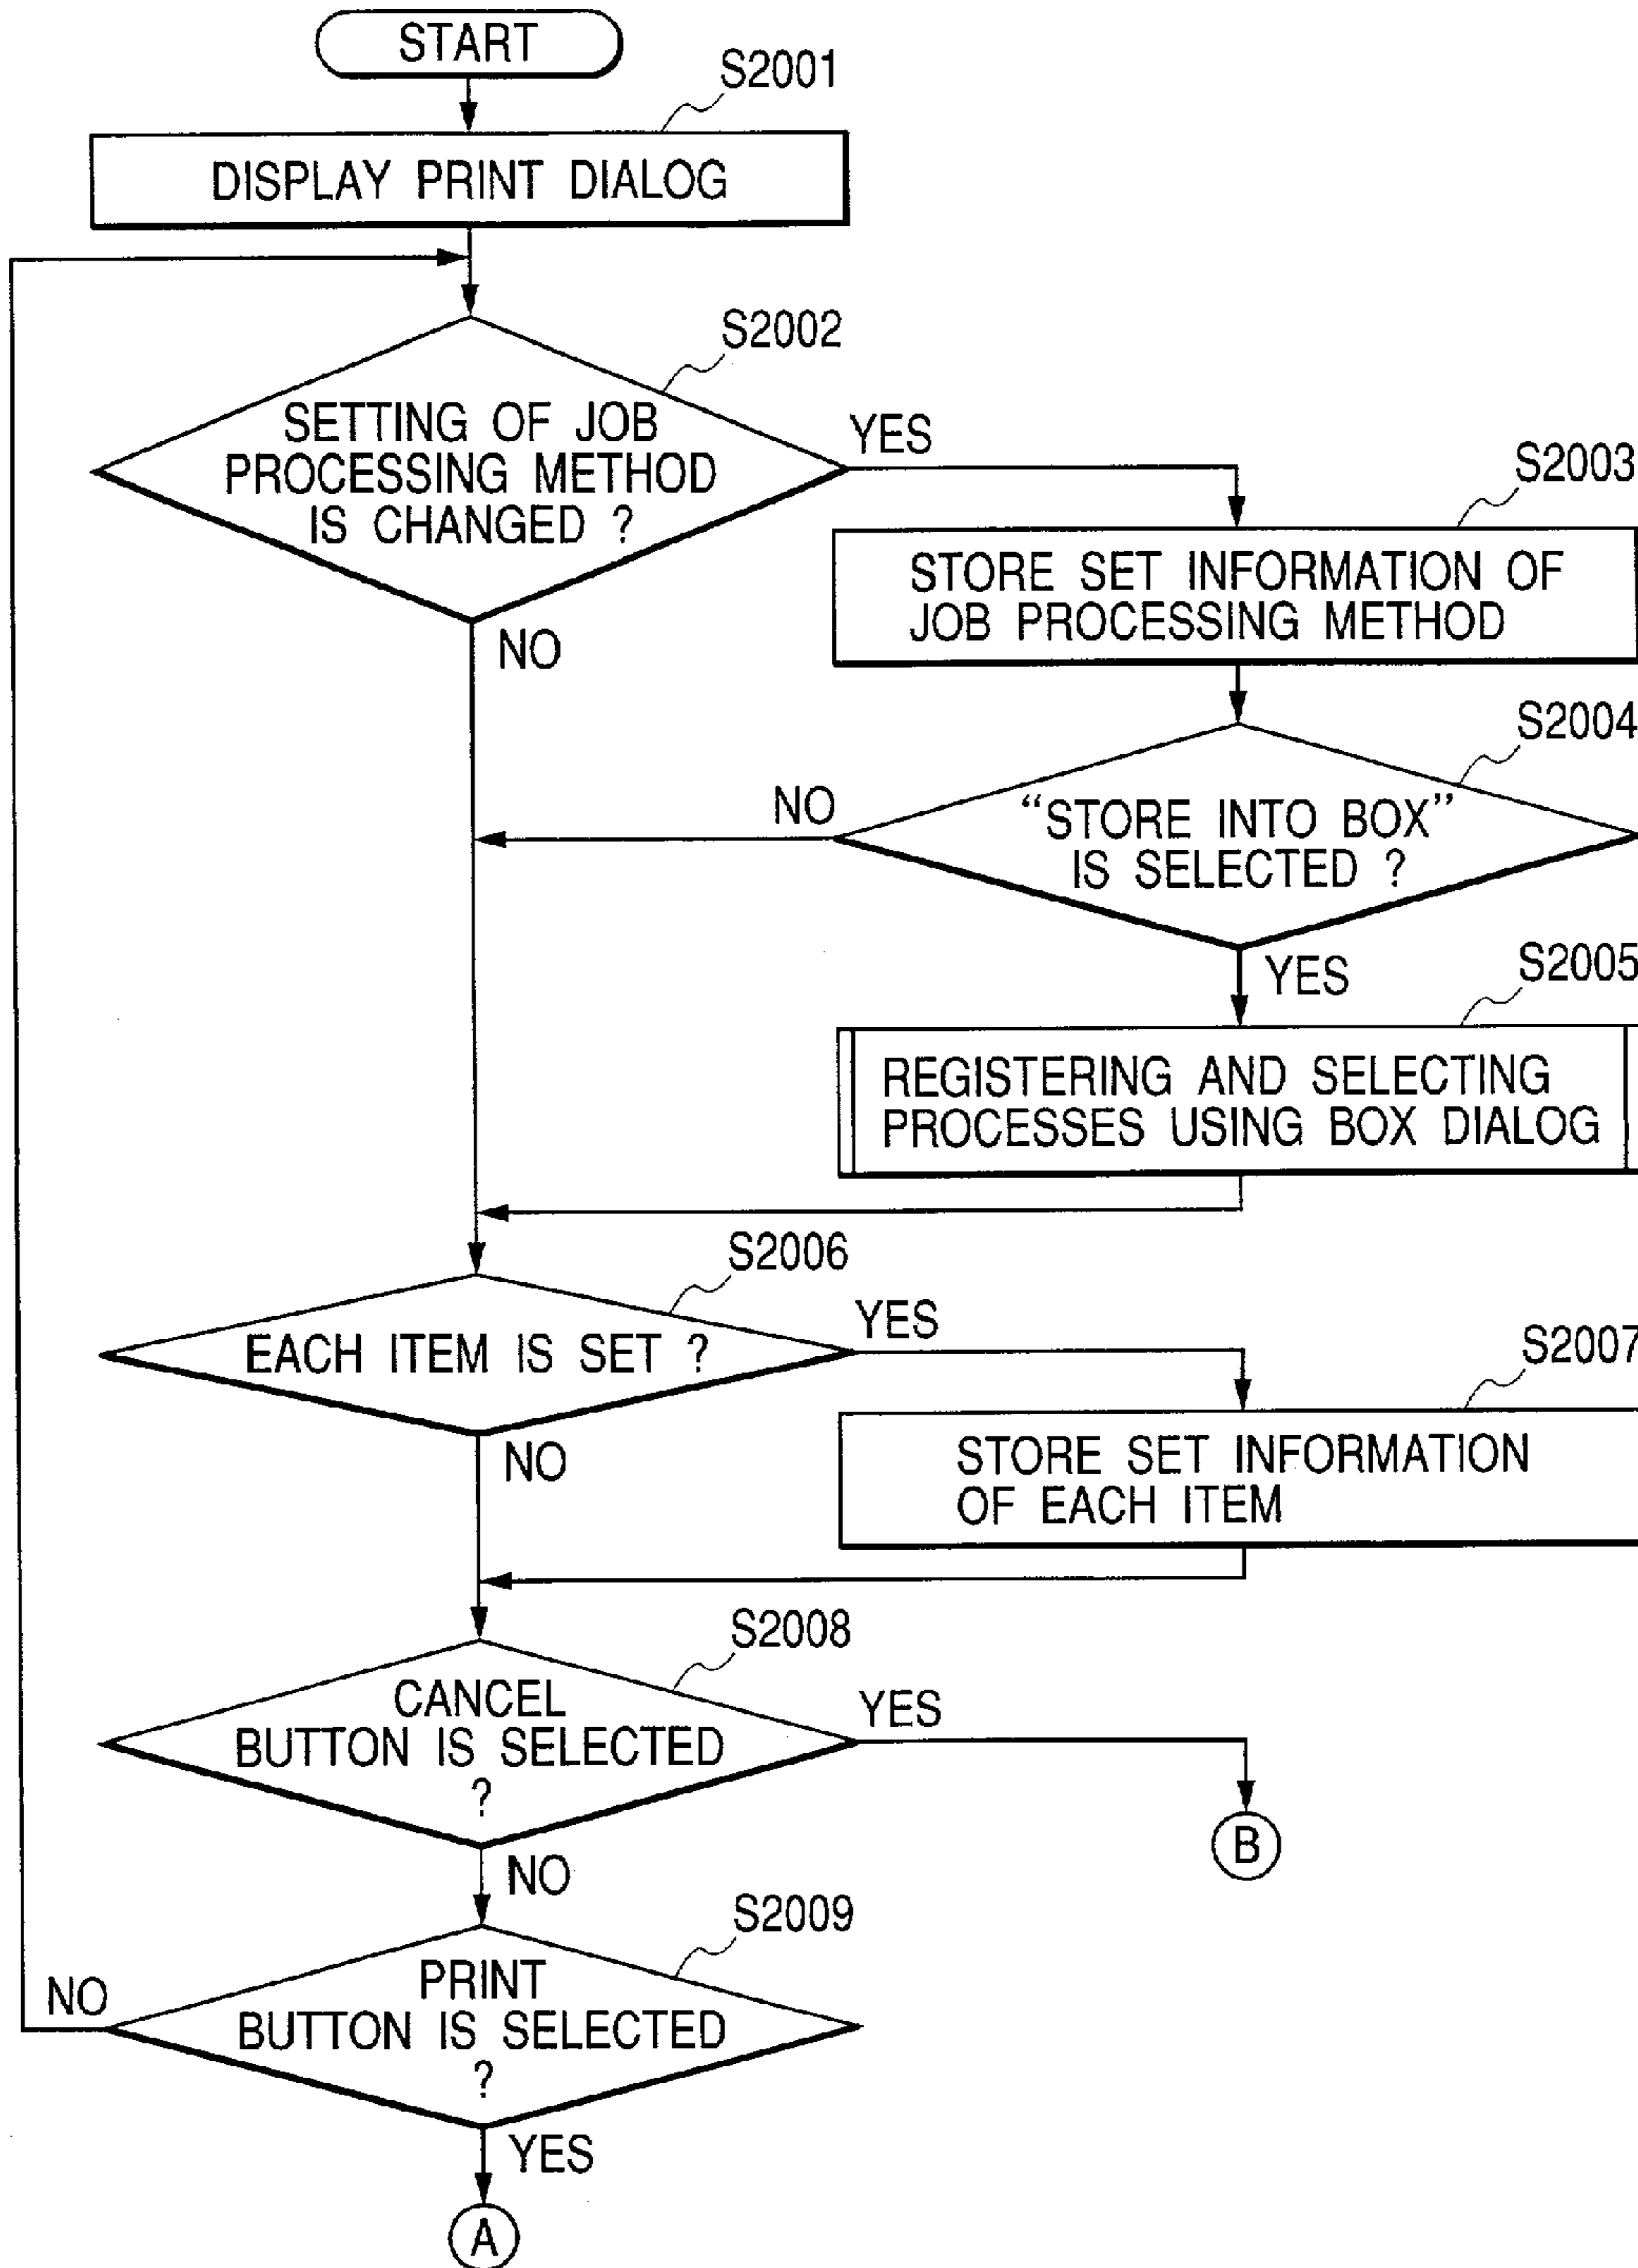 START
S2001
DISPLAY PRINT DIALOG
S2002
SETTING OF JOB
PROCESSING METHOD
IS CHANGED ?
YES
NO
S2003
STORE SET INFORMATION OF
JOB PROCESSING METHOD
S2004
“STORE INTO BOX”
IS SELECTED ?
NO
YES
S2005
REGISTERING AND SELECTING
PROCESSES USING BOX DIALOG
S2006
EACH ITEM IS SET ?
YES
NO
S2007
STORE SET INFORMATION
OF EACH ITEM
S2008
CANCEL
BUTTON IS SELECTED
?
YES
B
NO
S2009
PRINT
BUTTON IS SELECTED
?
NO
YES
A